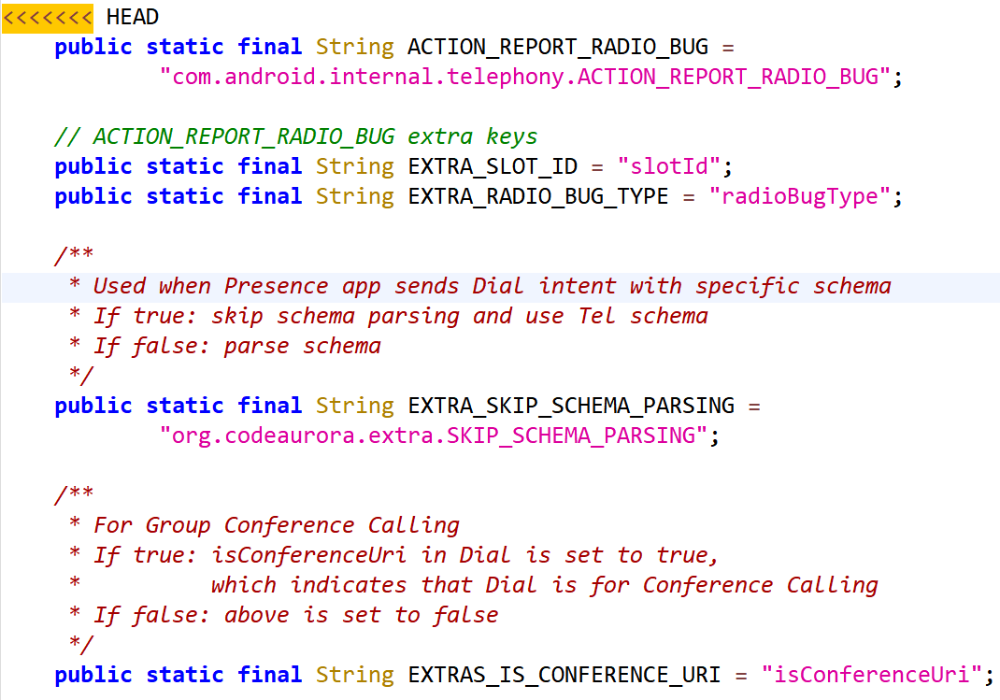 <<<<<<< HEAD
    public static final String ACTION_REPORT_RADIO_BUG =
            "com.android.internal.telephony.ACTION_REPORT_RADIO_BUG";

    // ACTION_REPORT_RADIO_BUG extra keys
    public static final String EXTRA_SLOT_ID = "slotId";
    public static final String EXTRA_RADIO_BUG_TYPE = "radioBugType";

    /**
     * Used when Presence app sends Dial intent with specific schema
     * If true: skip schema parsing and use Tel schema
     * If false: parse schema
     */
    public static final String EXTRA_SKIP_SCHEMA_PARSING =
            "org.codeaurora.extra.SKIP_SCHEMA_PARSING";

    /**
     * For Group Conference Calling
     * If true: isConferenceUri in Dial is set to true,
     *          which indicates that Dial is for Conference Calling
     * If false: above is set to false
     */
    public static final String EXTRAS_IS_CONFERENCE_URI = "isConferenceUri";